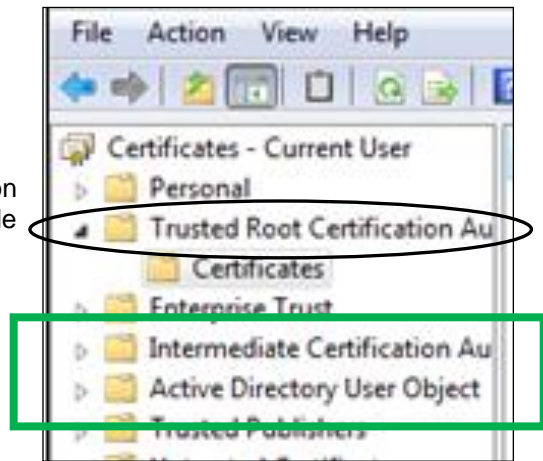 File Action View Help
Certificates - Current User
Personal
Trusted Root Certification Au
Certificates
Enterprise Trust
Intermediate Certification Au
Active Directory User Object
Trusted Publishers